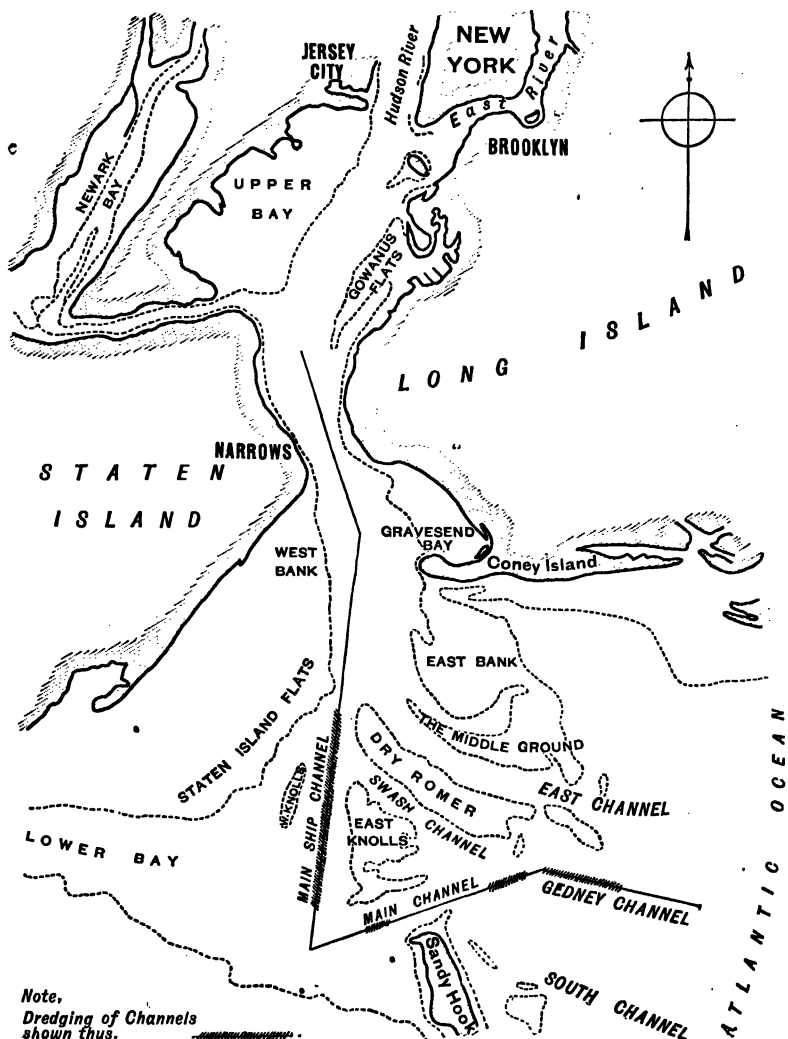 NEW
YORK
JERSEY
CITY
Hudson River
East River
BROOKLYN
NEWARK
BAY
UPPER
BAY
GOWANUS
FLATS
LONG ISLAND
NARROWS
STATEN
ISLAND
GRAVESEND
BAY
Coney Island
WEST
BANK
EAST BANK
STATEN ISLAND FLATS
THE MIDDLE GROUND
DRY ROMER
SWASH CHANNEL
EAST CHANNEL
W. KNOLLS
MAIN SHIP CHANNEL
EAST
KNOLLS
LOWER BAY
MAIN CHANNEL
GEDNEY CHANNEL
ATLANTIC OCEAN
Sandy Hook
SOUTH CHANNEL
Note,
Dredging of Channels
shown thus.